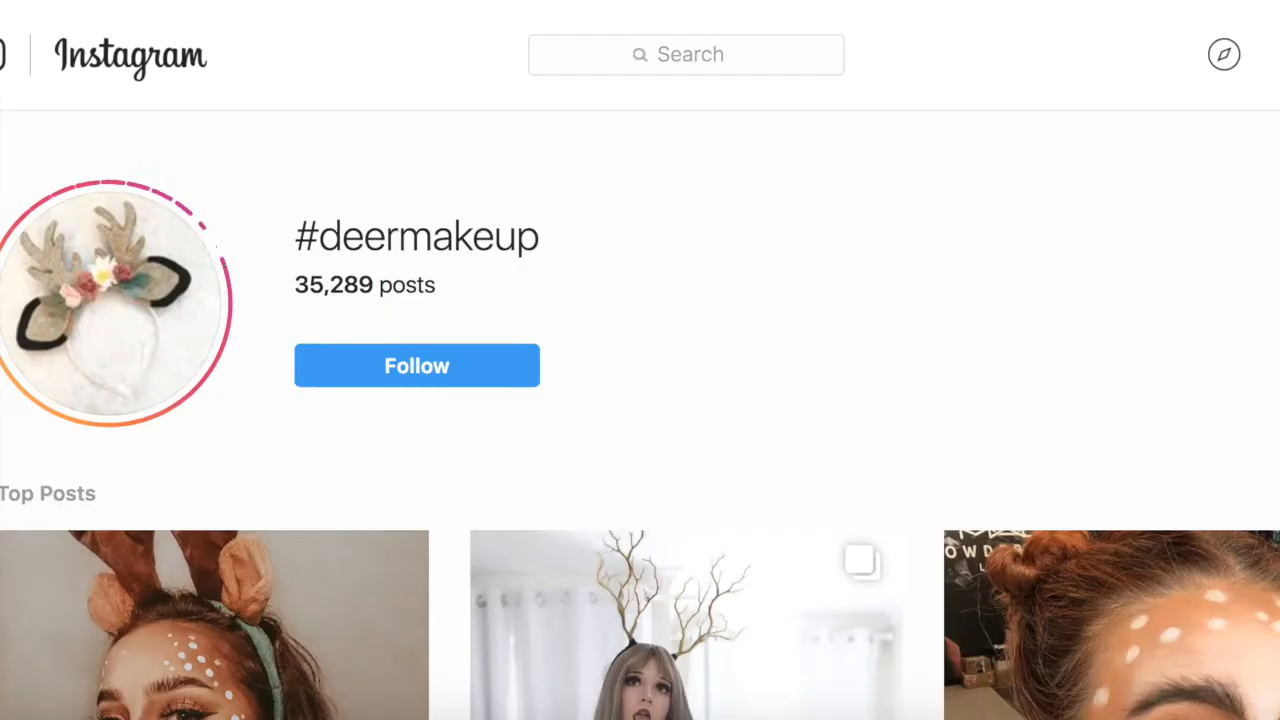 Instagram
Search
#deermakeup
35,289 posts
Follow
Top Posts